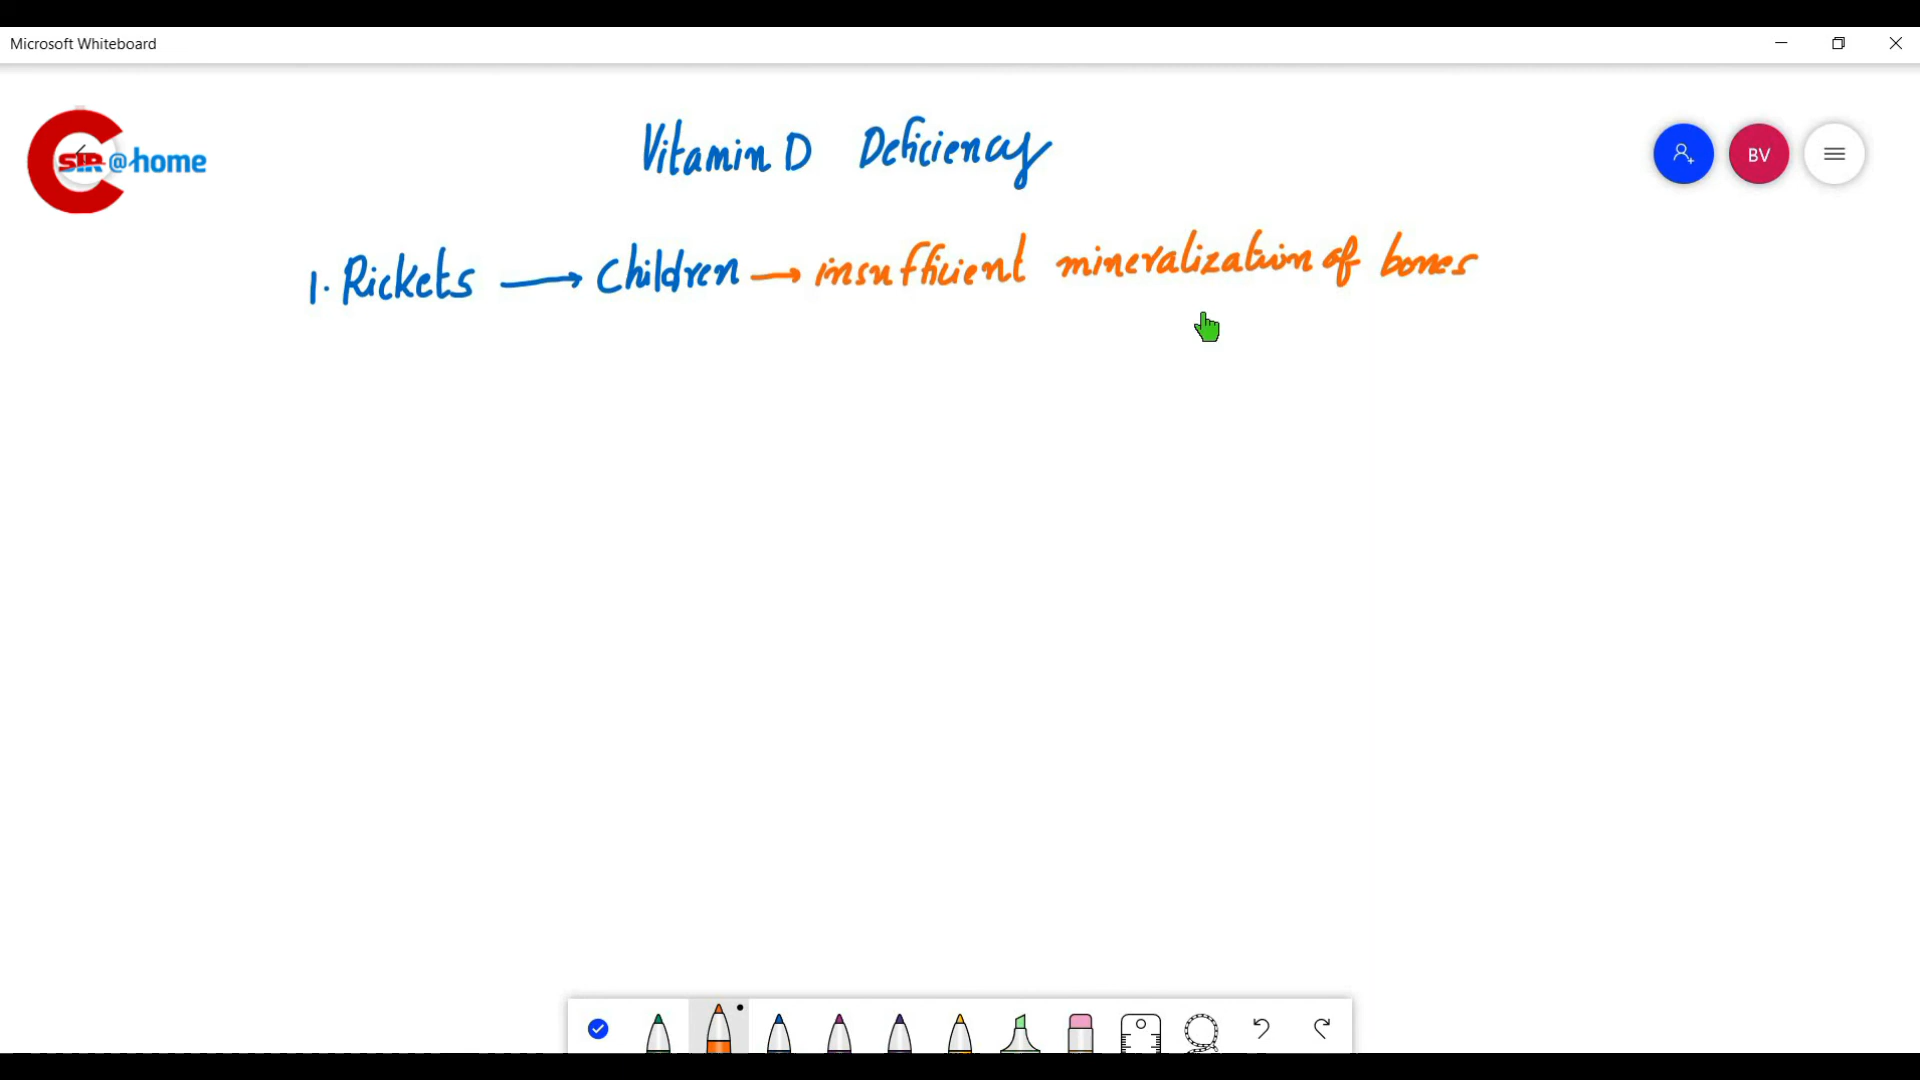 Microsoft Whiteboard
SIR @home
BV
Vitamin D Deficiency
1. Rickets → Children → insufficient mineralization of bones